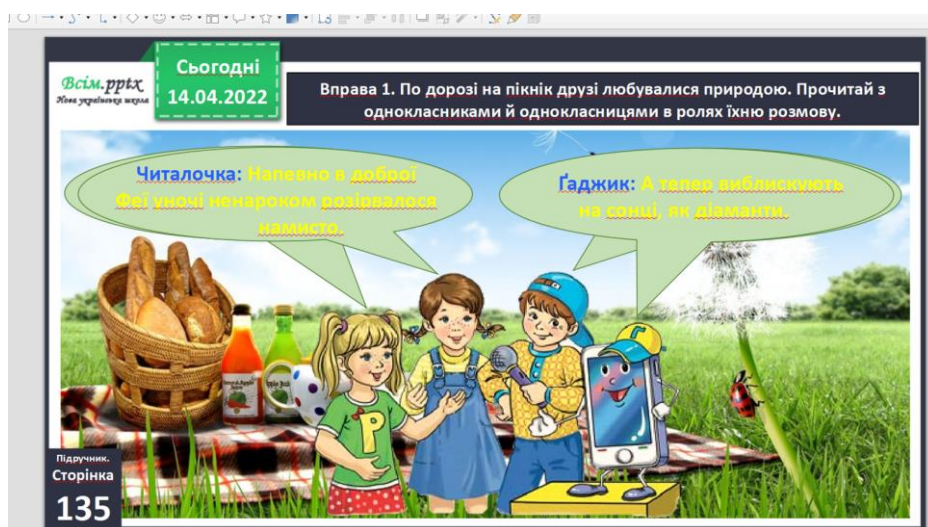 Всім.pptx
Нова українська школа
Сьогодні
14.04.2022
Вправа 1. По дорозі на пікнік друзі любувалися природою. Прочитай з
однокласниками й однокласницями в ролях їхню розмову.
Читалочка: Напевно в доброї
Феї уночі ненароком розірвалося
намисто.
Ґаджик: А тепер виблискують
на сонці, як діаманти.
Р
Ґ
Підручник.
Сторінка
135